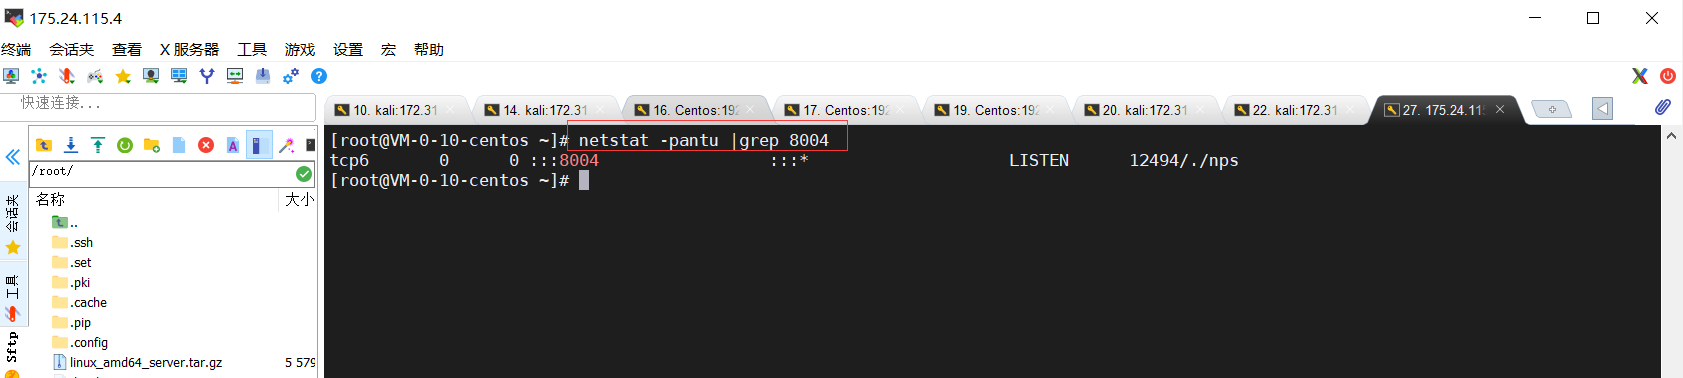 175.24.115.4
终端 会话夹 查看 X 服务器 工具 游戏 设置 宏 帮助
快速连接...
10. kali:172.31 14. kali:172.31 16. Centos:192 17. Centos:192 19. Centos:192 20. kali:172.31 22. kali:172.31 27. 175.24.115
/root/
名称 大小
..
.ssh
.set
.pki
.cache
.pip
.config
linux_amd64_server.tar.gz 5 579
会话夹
工具
Sftp
[root@VM-0-10-centos ~]# netstat -pantu |grep 8004
tcp6 0 0 :::8004 :::* LISTEN 12494/./nps
[root@VM-0-10-centos ~]#